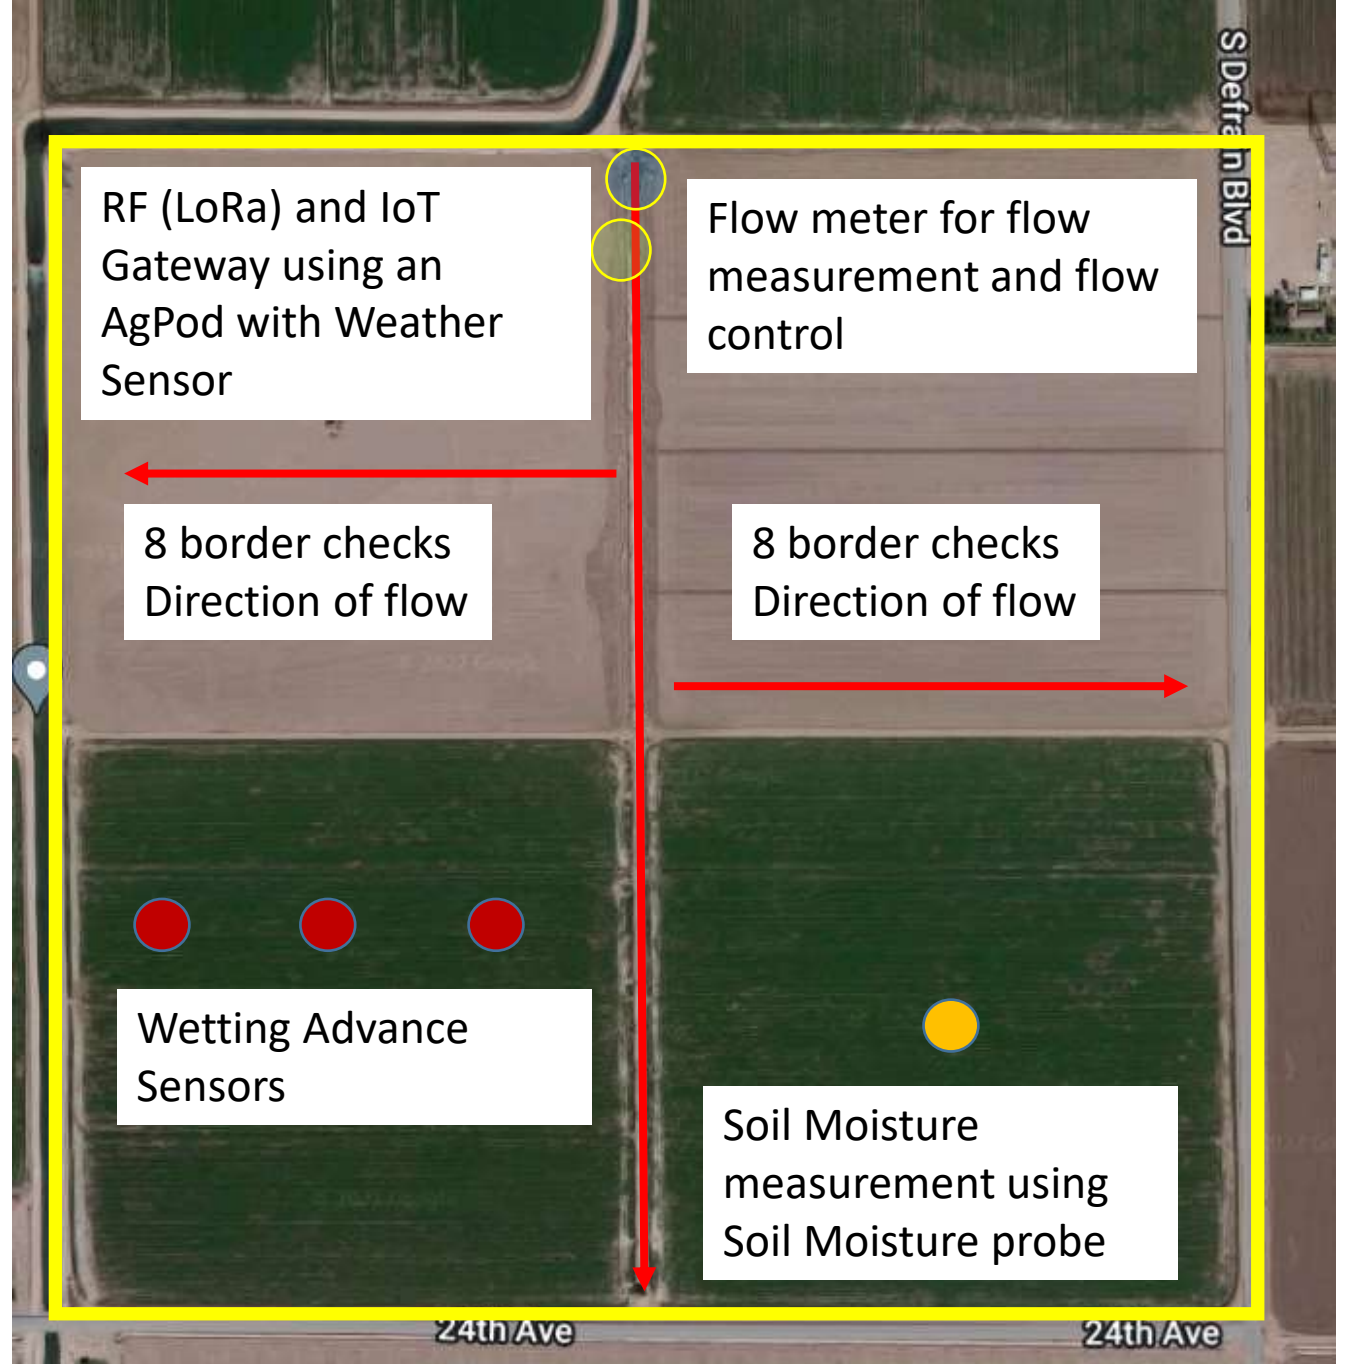 S Defrain Blvd
RF (LoRa) and IoT
Gateway using an
AgPod with Weather
Sensor
Flow meter for flow
measurement and flow
control
8 border checks
Direction of flow
8 border checks
Direction of flow
Wetting Advance
Sensors
Soil Moisture
measurement using
Soil Moisture probe
24th Ave
24th Ave